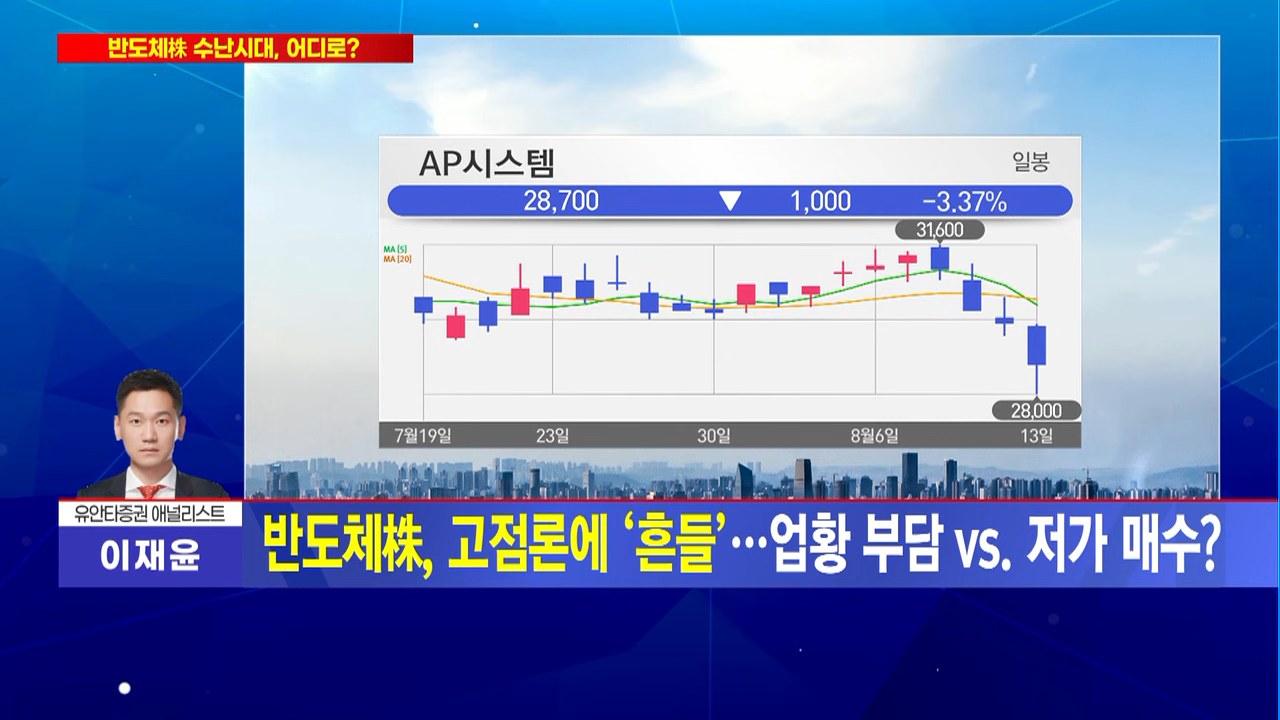 반도체株 수난시대, 어디로?
AP시스템
일봉
28,700 ▼ 1,000 -3.37%
31,600
MA [5]
MA [20]
28,000
7월19일 23일 30일 8월6일 13일
유안타증권 애널리스트
이재윤
반도체株, 고점론에 ‘흔들’…업황 부담 vs. 저가 매수?